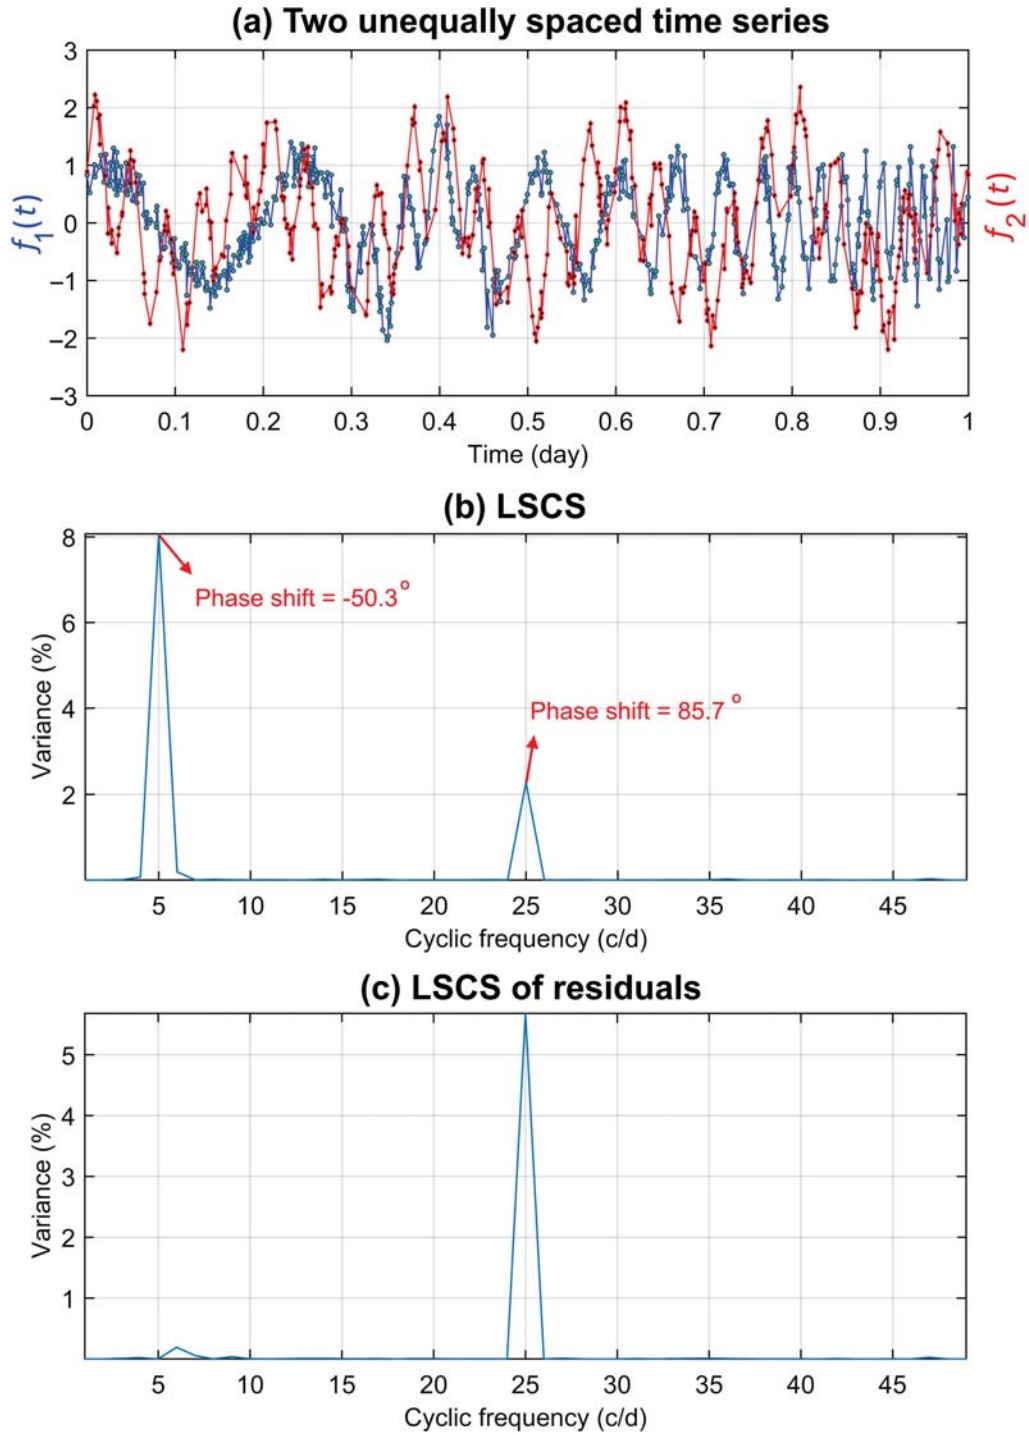 (a) Two unequally spaced time series
3
2
1
0
–1
–2
–3
f₁(t)
f₂(t)
0 0.1 0.2 0.3 0.4 0.5 0.6 0.7 0.8 0.9 1
Time (day)
(b) LSCS
8
6
4
2
Variance (%)
Phase shift = -50.3°
Phase shift = 85.7°
5 10 15 20 25 30 35 40 45
Cyclic frequency (c/d)
(c) LSCS of residuals
5
4
3
2
1
Variance (%)
5 10 15 20 25 30 35 40 45
Cyclic frequency (c/d)